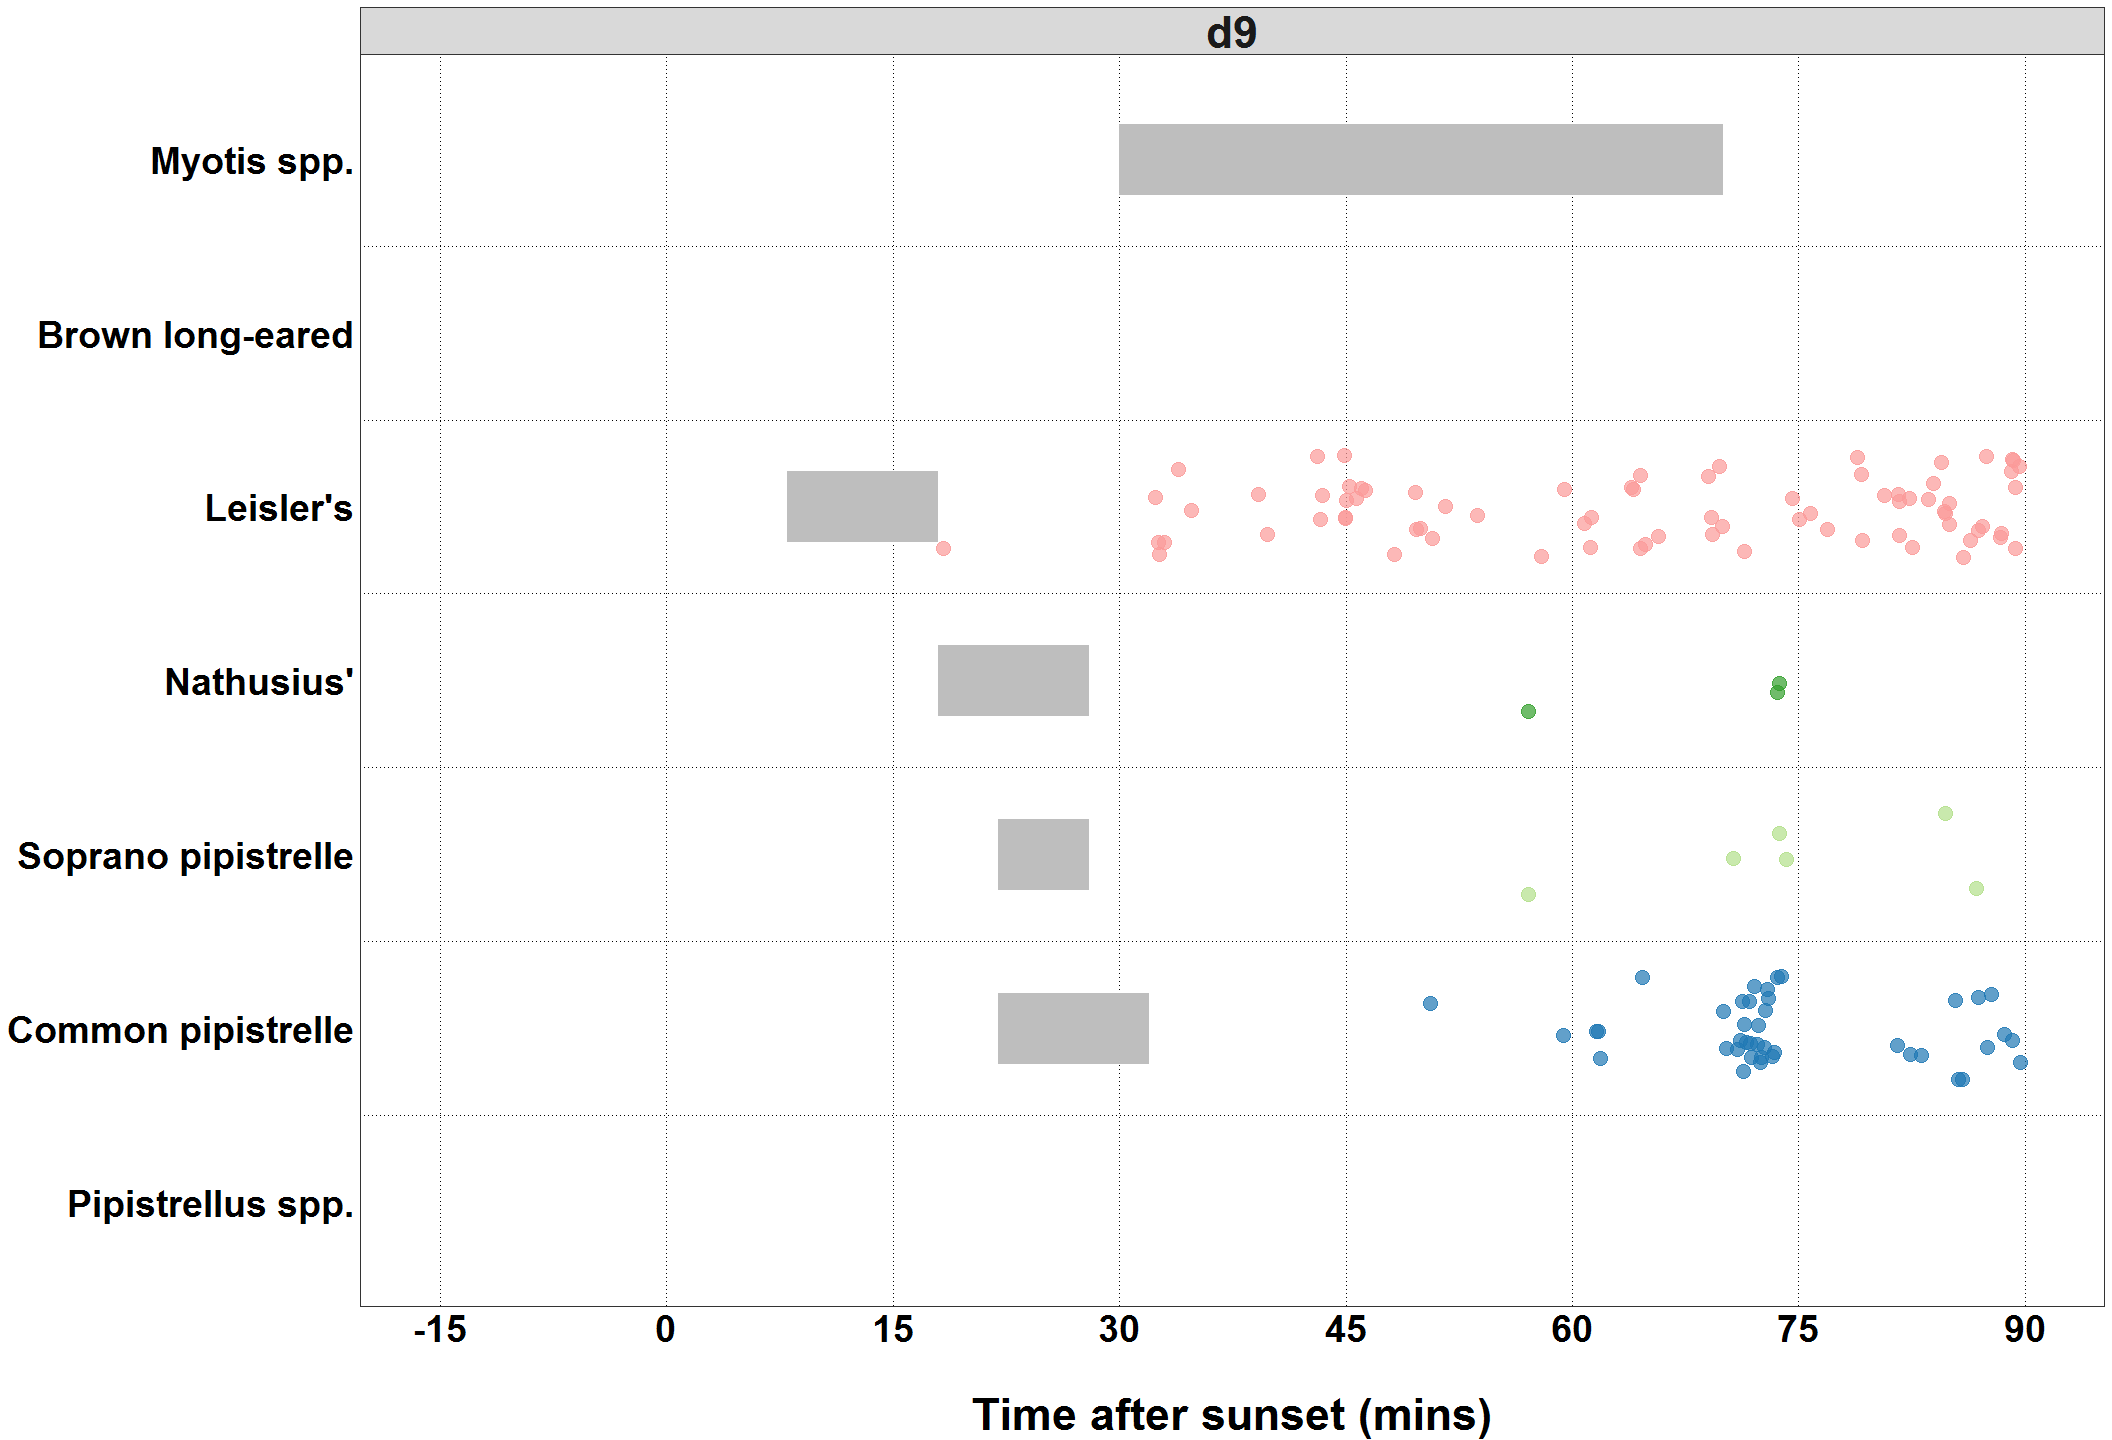 d9
Myotis spp.
Brown long-eared
Leisler's
Nathusius'
Soprano pipistrelle
Common pipistrelle
Pipistrellus spp.
-15 0 15 30 45 60 75 90
Time after sunset (mins)